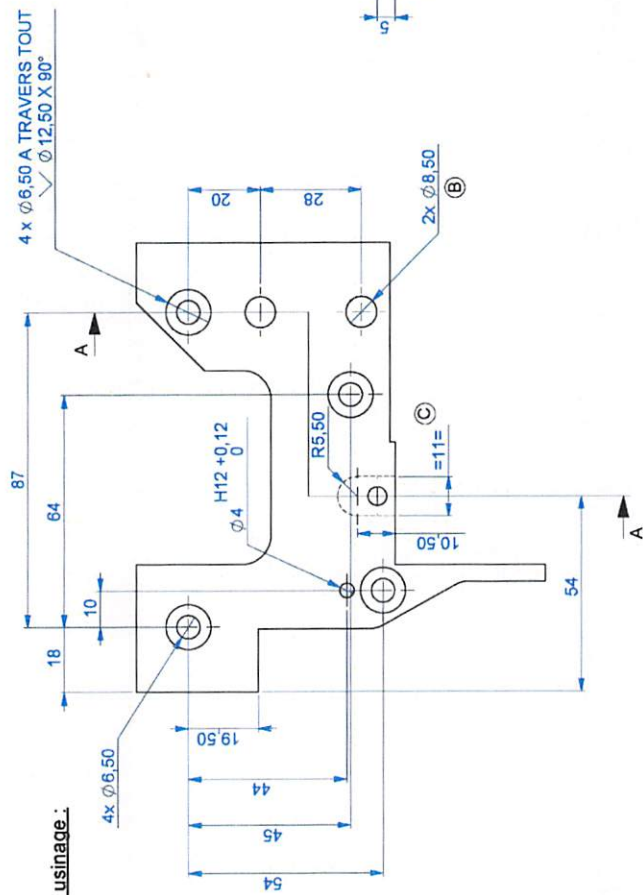 usinage :
4 x Ø6,50 A TRAVERS TOUT
Ø12,50 X 90°
87
64
10
18
A
20
28
2x Ø8,50
B
5
4x Ø6,50
Ø4 H12 +0,12
0
R5,50
C
=11=
10,50
19,50
44
45
54
54
A